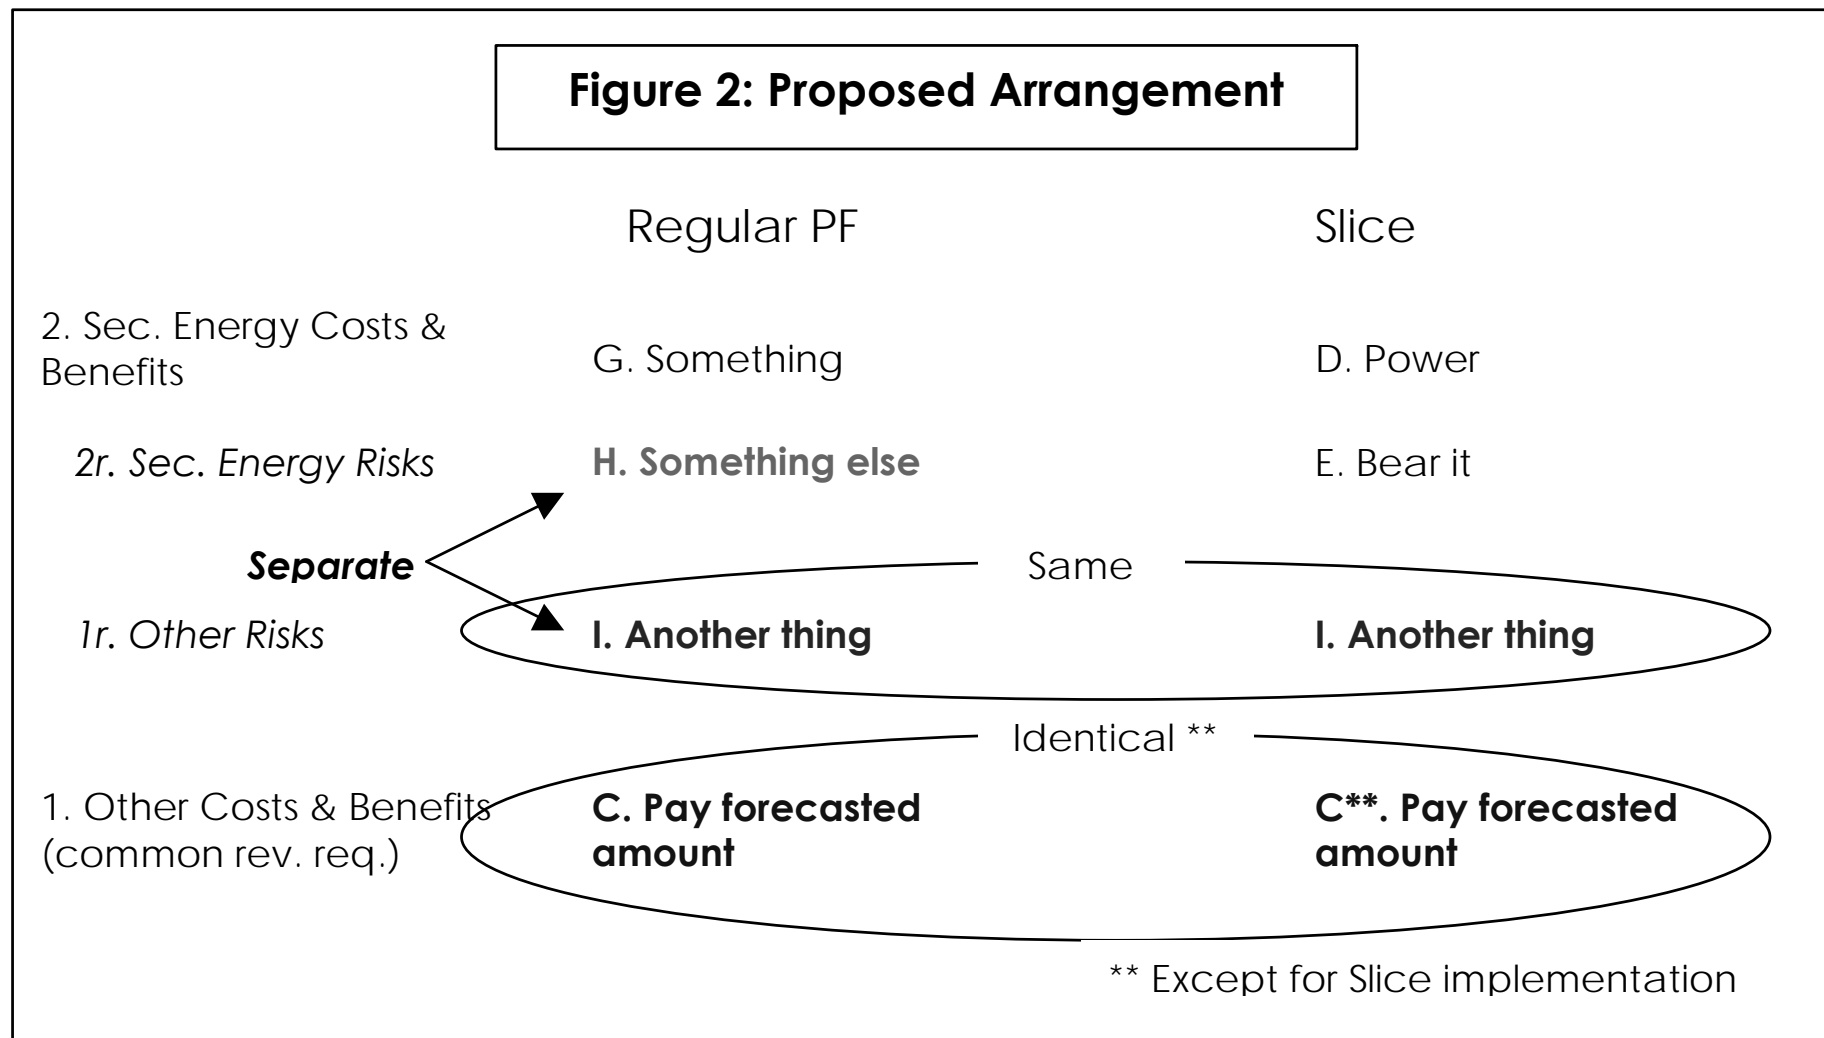 Figure 2: Proposed Arrangement
Regular PF Slice
2. Sec. Energy Costs &
Benefits
G. Something D. Power
2r. Sec. Energy Risks H. Something else E. Bear it
Separate
Same
1r. Other Risks I. Another thing I. Another thing
Identical **
1. Other Costs & Benefits C. Pay forecasted C**. Pay forecasted
(common rev. req.) amount amount
** Except for Slice implementation